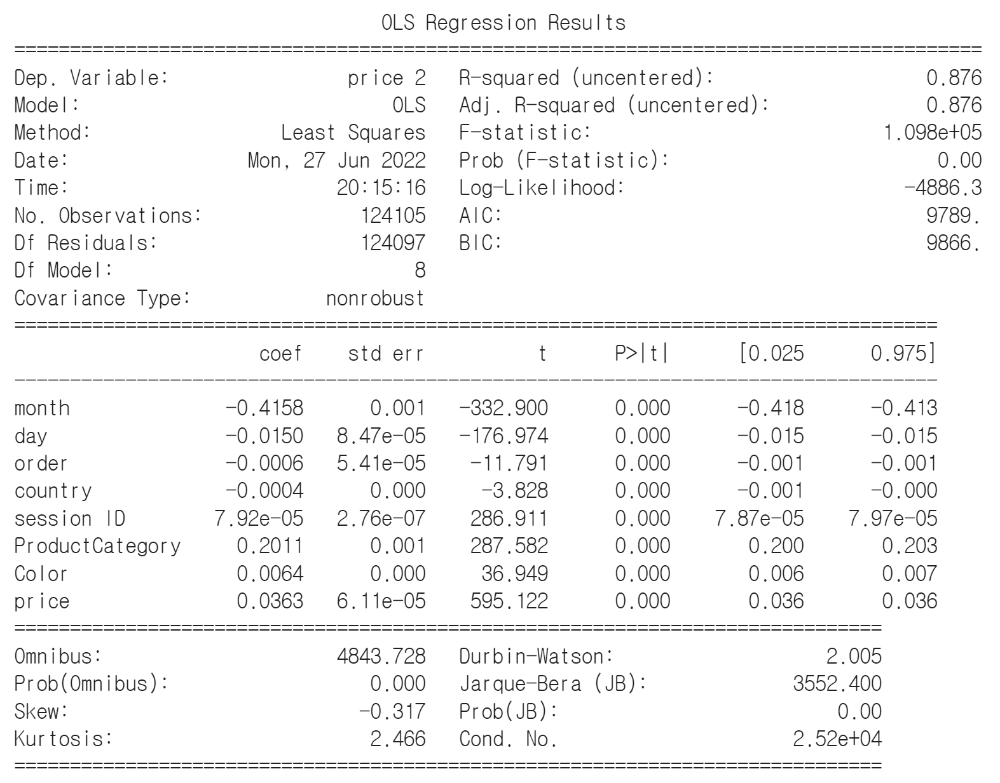 OLS Regression Results
==============================================================================
Dep. Variable: price 2 R-squared (uncentered): 0.876
Model: OLS Adj. R-squared (uncentered): 0.876
Method: Least Squares F-statistic: 1.098e+05
Date: Mon, 27 Jun 2022 Prob (F-statistic): 0.00
Time: 20:15:16 Log-Likelihood: -4886.3
No. Observations: 124105 AIC: 9789.
Df Residuals: 124097 BIC: 9866.
Df Model: 8
Covariance Type: nonrobust
==============================================================================
coef std err t P>|t| [0.025 0.975]
------------------------------------------------------------------------------
month -0.4158 0.001 -332.900 0.000 -0.418 -0.413
day -0.0150 8.47e-05 -176.974 0.000 -0.015 -0.015
order -0.0006 5.41e-05 -11.791 0.000 -0.001 -0.001
country -0.0004 0.000 -3.828 0.000 -0.001 -0.000
session ID 7.92e-05 2.76e-07 286.911 0.000 7.87e-05 7.97e-05
ProductCategory 0.2011 0.001 287.582 0.000 0.200 0.203
Color 0.0064 0.000 36.949 0.000 0.006 0.007
price 0.0363 6.11e-05 595.122 0.000 0.036 0.036
==============================================================================
Omnibus: 4843.728 Durbin-Watson: 2.005
Prob(Omnibus): 0.000 Jarque-Bera (JB): 3552.400
Skew: -0.317 Prob(JB): 0.00
Kurtosis: 2.466 Cond. No. 2.52e+04
==============================================================================